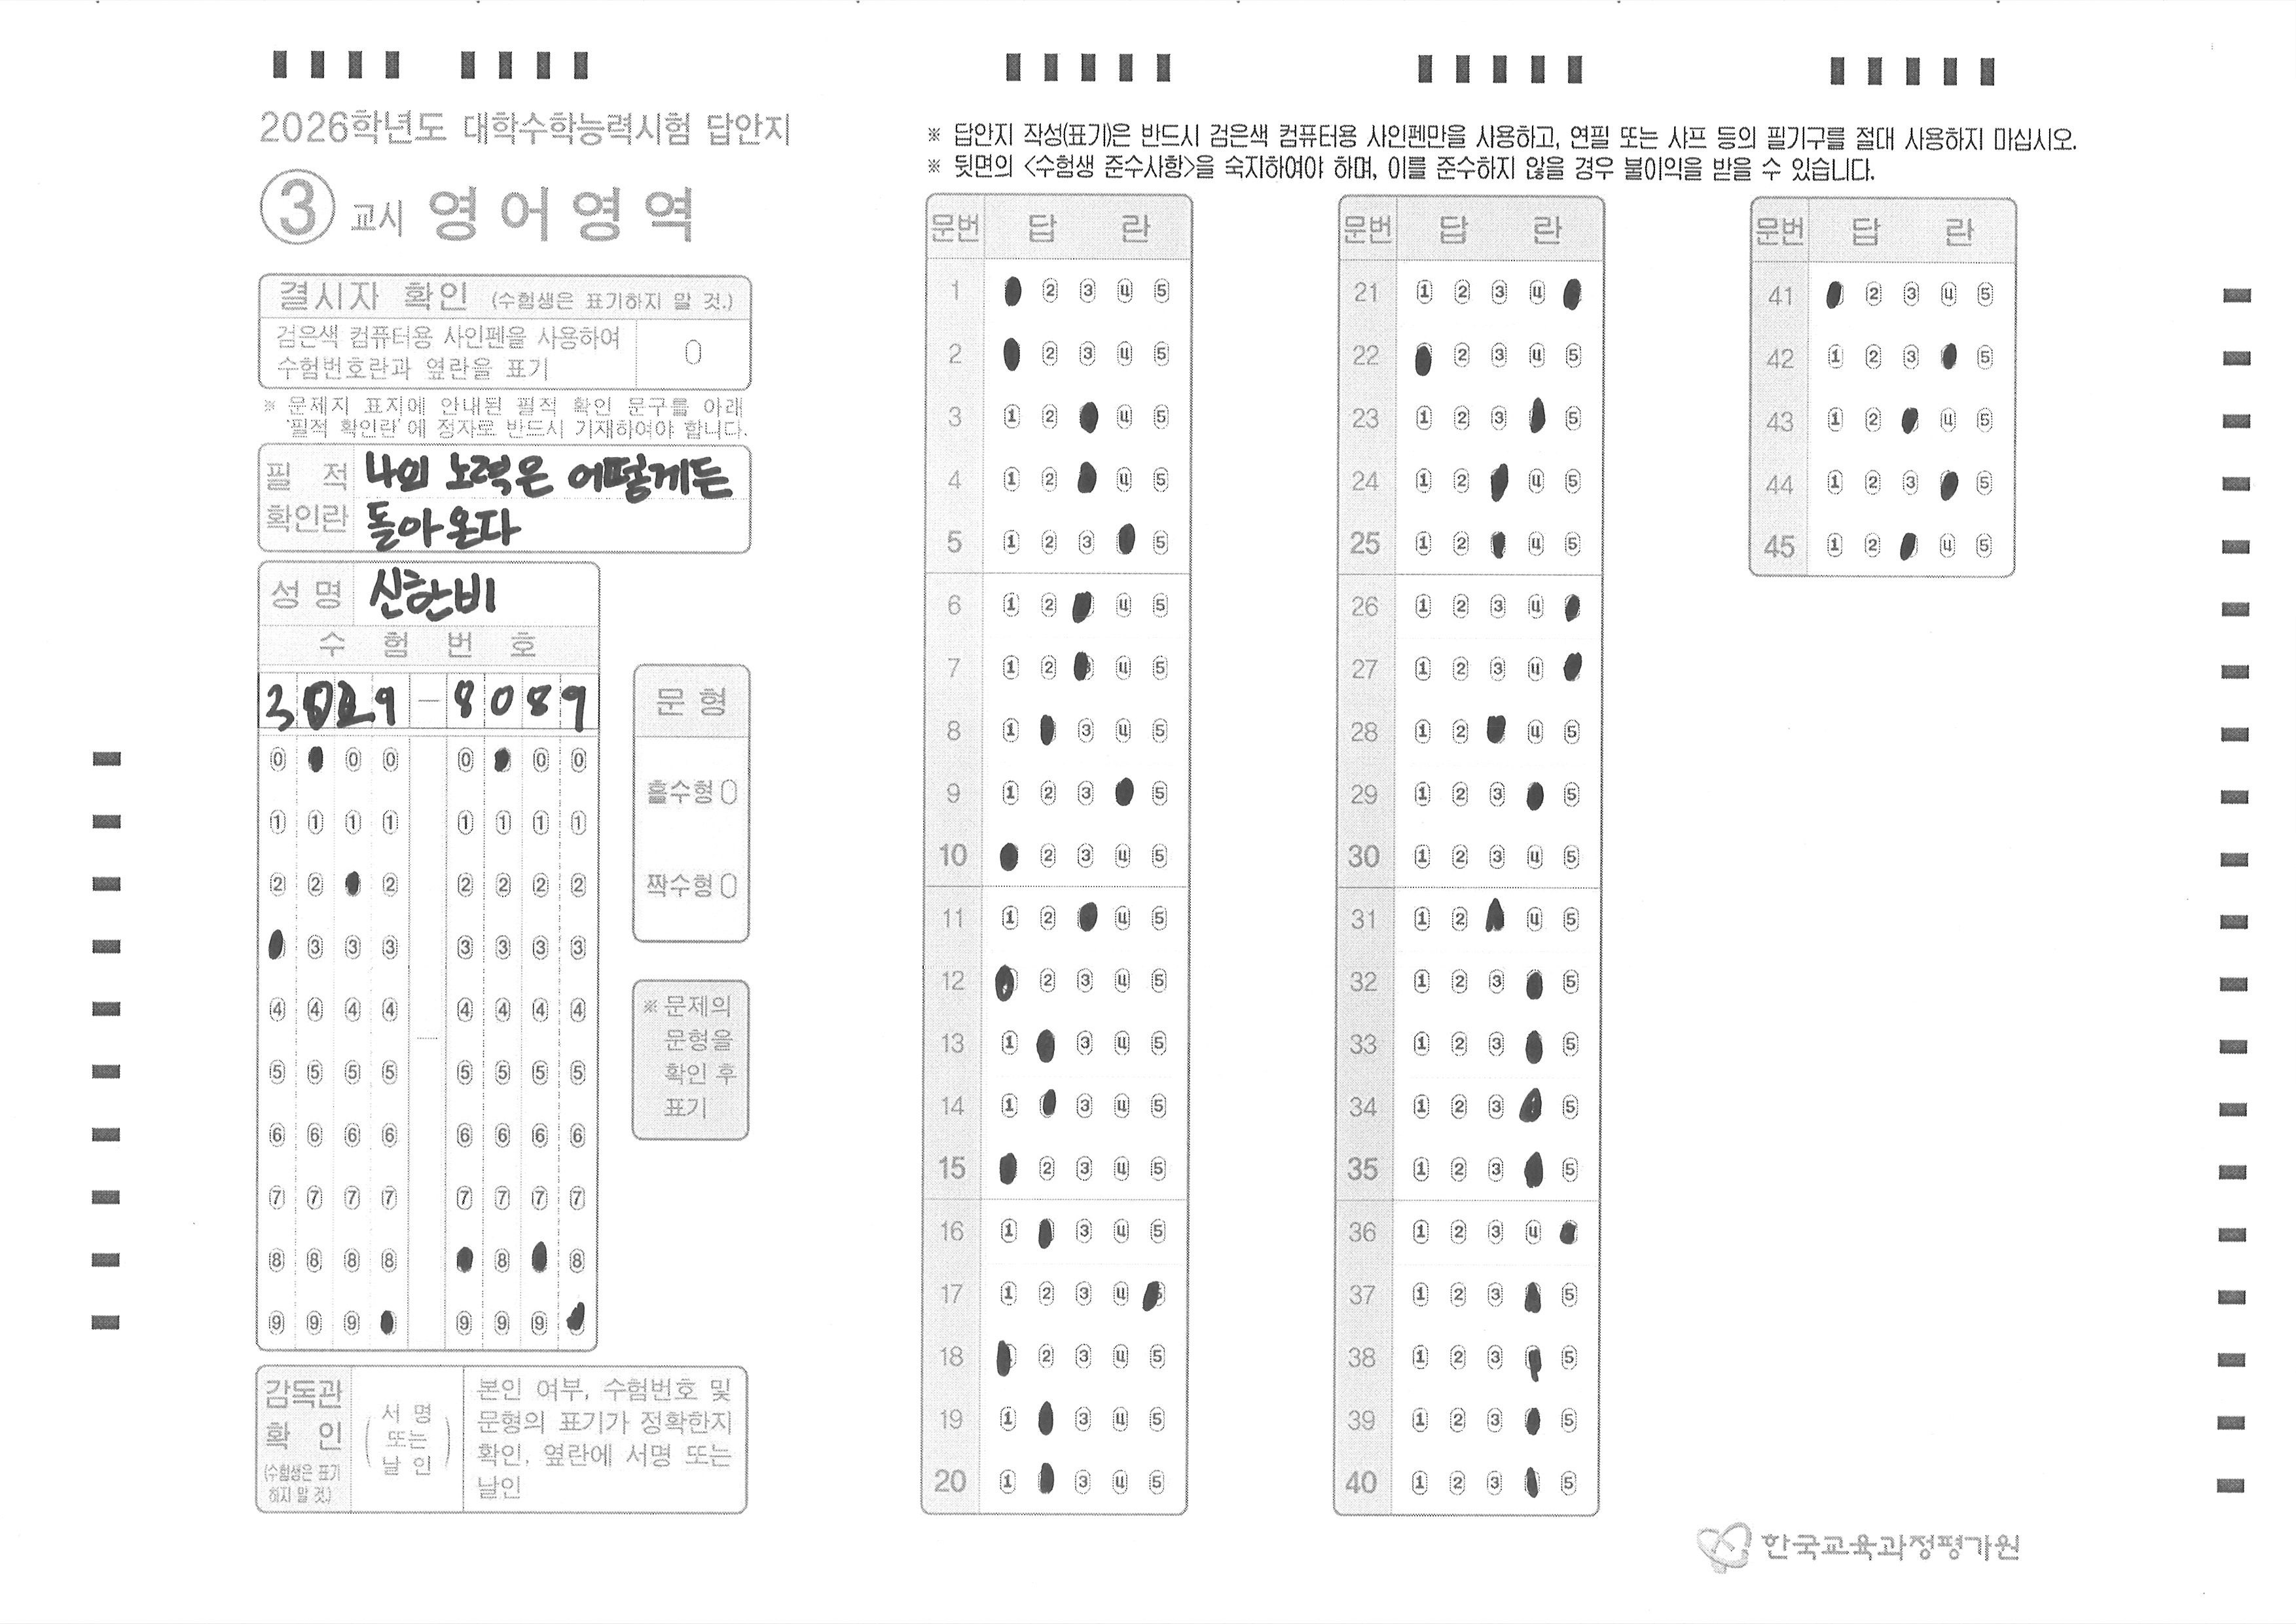 2026학년도 대학수학능력시험 답안지
③ 교시 영어영역
결시자 확인 (수험생은 표기하지 말 것.)
검은색 컴퓨터용 사인펜을 사용하여
수험번호란과 옆란을 표기
※ 문제지 표지에 안내된 필적 확인 문구를 아래
'필적 확인란'에 정자로 반드시 기재하여야 합니다.
필 적
확인란
나의 노력은 어떻게든
돌아온다
성 명 신한비
수 험 번 호
3029 - 8089
0 0 0 0 0 0
1 1 1 1 1 1 1 1
2 2 2 2 2 2 2
3 3 3 3 3 3 3
4 4 4 4 4 4 4 4
5 5 5 5 5 5 5 5
6 6 6 6 6 6 6 6
7 7 7 7 7 7 7 7
8 8 8 8 8 8
9 9 9 9 9 9
문 형
홀수형
짝수형
※ 문제의
문형을
확인 후
표기
감독관
확 인
(수험생은 표기
하지 말 것.)
서 명
또는
날 인
본인 여부, 수험번호 및
문형의 표기가 정확한지
확인, 옆란에 서명 또는
날인
※ 답안지 작성(표기)은 반드시 검은색 컴퓨터용 사인펜만을 사용하고, 연필 또는 샤프 등의 필기구를 절대 사용하지 마십시오.
※ 뒷면의 <수험생 준수사항>을 숙지하여야 하며, 이를 준수하지 않을 경우 불이익을 받을 수 있습니다.
문번 답 란
1 2 3 4 5
2 2 3 4 5
3 1 2 4 5
4 1 2 4 5
5 1 2 3 5
6 1 2 4 5
7 1 2 4 5
8 1 3 4 5
9 1 2 3 5
10 2 3 4 5
11 1 2 4 5
12 2 3 4 5
13 1 3 4 5
14 1 3 4 5
15 2 3 4 5
16 1 3 4 5
17 1 2 3 4
18 2 3 4 5
19 1 3 4 5
20 1 3 4 5
문번 답 란
21 1 2 3 4
22 2 3 4 5
23 1 2 3 5
24 1 2 4 5
25 1 2 4 5
26 1 2 3 4
27 1 2 3 4
28 1 2 4 5
29 1 2 3 5
30 1 2 3 4 5
31 1 2 4 5
32 1 2 3 5
33 1 2 3 5
34 1 2 3 5
35 1 2 3 5
36 1 2 3 4
37 1 2 3 5
38 1 2 3 5
39 1 2 3 5
40 1 2 3 5
문번 답 란
41 2 3 4 5
42 1 2 3 5
43 1 2 4 5
44 1 2 3 5
45 1 2 4 5
한국교육과정평가원